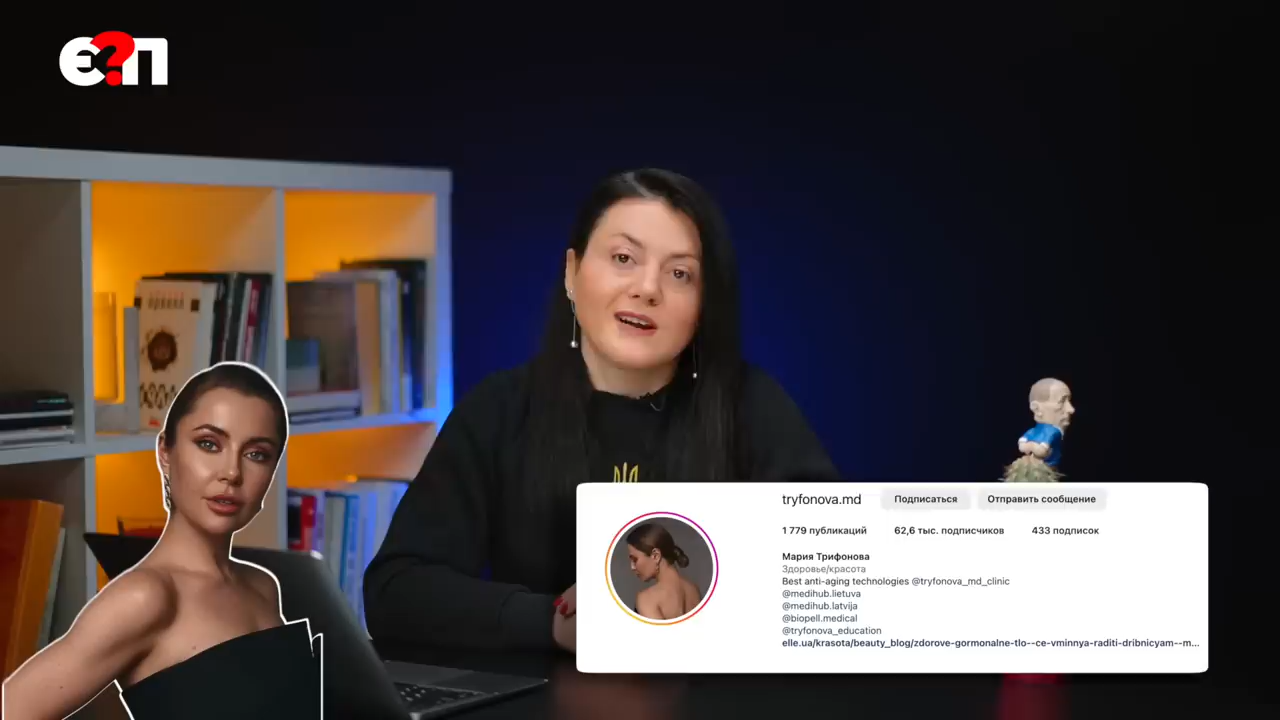 Є?П
 арієва
tryfonova.md Подписаться Отправить сообщение
1 779 публикаций 62,6 тыс. подписчиков 433 подписок
Мария Трифонова
Здоровье/красота
Best anti-aging technologies @tryfonova_md_clinic
@medihub.lietuva
@medihub.latvija
@biopell.medical
@tryfonova_education
elle.ua/krasota/beauty_blog/zdorove-gormonalne-tlo--ce-vminnya-raditi-dribnicyam--m...